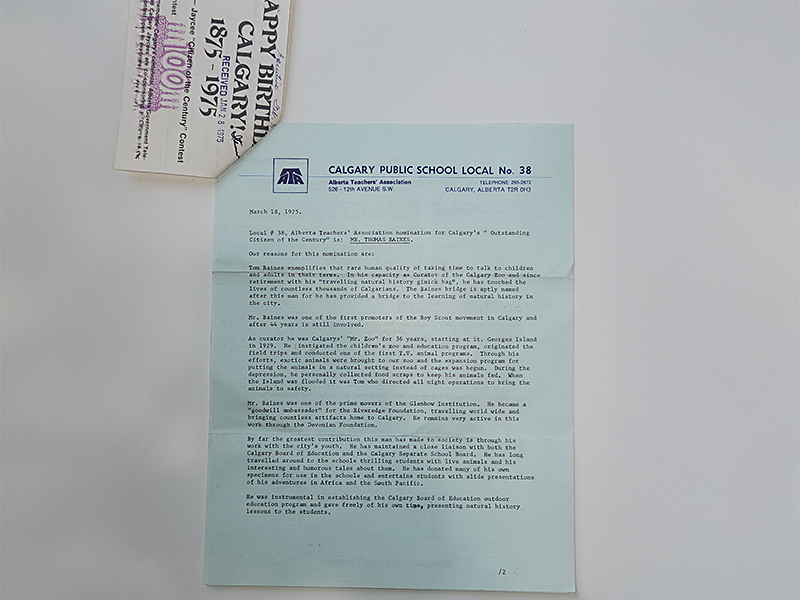 HAPPY BIRTHD
CALGARY!
1875 - 1975
RECEIVED JAN 28 1975
Jaycee "Citizen of the Century" Contest
100
ATA
CALGARY PUBLIC SCHOOL LOCAL No. 38
Alberta Teachers' Association
TELEPHONE 265-2672
526 - 12th AVENUE S.W.
CALGARY, ALBERTA T2R 0H3
March 18, 1975.
Local # 38, Alberta Teachers' Association nomination for Calgary's " Outstanding
Citizen of the Century" is: MR. THOMAS BAINES.
Our reasons for this nomination are:
Tom Baines exemplifies that rare human quality of taking time to talk to children
and adults in their terms. In his capacity as Curator of the Calgary Zoo and since
retirement with his "travelling natural history gimick bag", he has touched the
lives of countless thousands of Calgarians. The Baines bridge is aptly named
after this man for he has provided a bridge to the learning of natural history in
the city.
Mr. Baines was one of the first promoters of the Boy Scout movement in Calgary and
after 44 years is still involved.
As curator he was Calgarys' "Mr. Zoo" for 36 years, starting at St. Georges Island
in 1929. He instigated the children's zoo and education program, originated the
field trips and conducted one of the first T.V. animal programs. Through his
efforts, exotic animals were brought to our zoo and the expansion program for
putting the animals in a natural setting instead of cages was begun. During the
depression, he personally collected food scraps to keep his animals fed. When
the Island was flooded it was Tom who directed all night operations to bring the
animals to safety.
Mr. Baines was one of the prime movers of the Glenbow Institution. He became a
"goodwill ambassador" for the Riveredge Foundation, travelling world wide and
bringing countless artifacts home to Calgary. He remains very active in this
work through the Devonian Foundation.
By far the greatest contribution this man has made to society is through his
work with the city's youth. He has maintained a close liaison with both the
Calgary Board of Education and the Calgary Separate School Board. He has long
travelled around to the schools thrilling students with live animals and his
interesting and humorous tales about them. He has donated many of his own
specimens for use in the schools and entertains students with slide presentations
of his adventures in Africa and the South Pacific.
He was instrumental in establishing the Calgary Board of Education outdoor
education program and gave freely of his own time, presenting natural history
lessons to the students.
/2